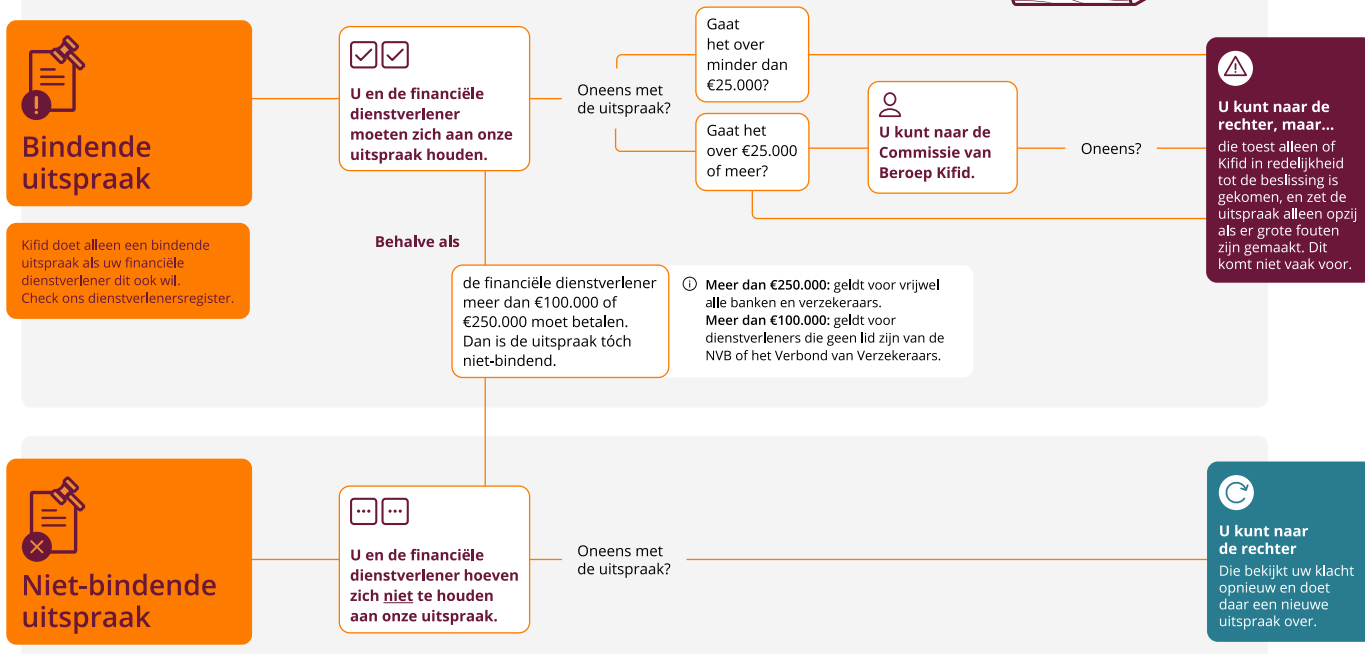 Bindende
uitspraak
Kifid doet alleen een bindende
uitspraak als uw financiële
dienstverlener dit ook wil.
Check ons dienstverlenersregister.
U en de financiële
dienstverlener
moeten zich aan onze
uitspraak houden.
Oneens met
de uitspraak?
Gaat
het over
minder dan
€25.000?
Gaat het
over €25.000
of meer?
U kunt naar de
Commissie van
Beroep Kifid.
Oneens?
U kunt naar de
rechter, maar...
die toest alleen of
Kifid in redelijkheid
tot de beslissing is
gekomen, en zet de
uitspraak alleen opzij
als er grote fouten
zijn gemaakt. Dit
komt niet vaak voor.
Behalve als
de financiële dienstverlener
meer dan €100.000 of
€250.000 moet betalen.
Dan is de uitspraak tóch
niet-bindend.
Meer dan €250.000: geldt voor vrijwel
alle banken en verzekeraars.
Meer dan €100.000: geldt voor
dienstverleners die geen lid zijn van de
NVB of het Verbond van Verzekeraars.
Niet-bindende
uitspraak
U en de financiële
dienstverlener hoeven
zich niet te houden
aan onze uitspraak.
Oneens met
de uitspraak?
U kunt naar
de rechter
Die bekijkt uw klacht
opnieuw en doet
daar een nieuwe
uitspraak over.